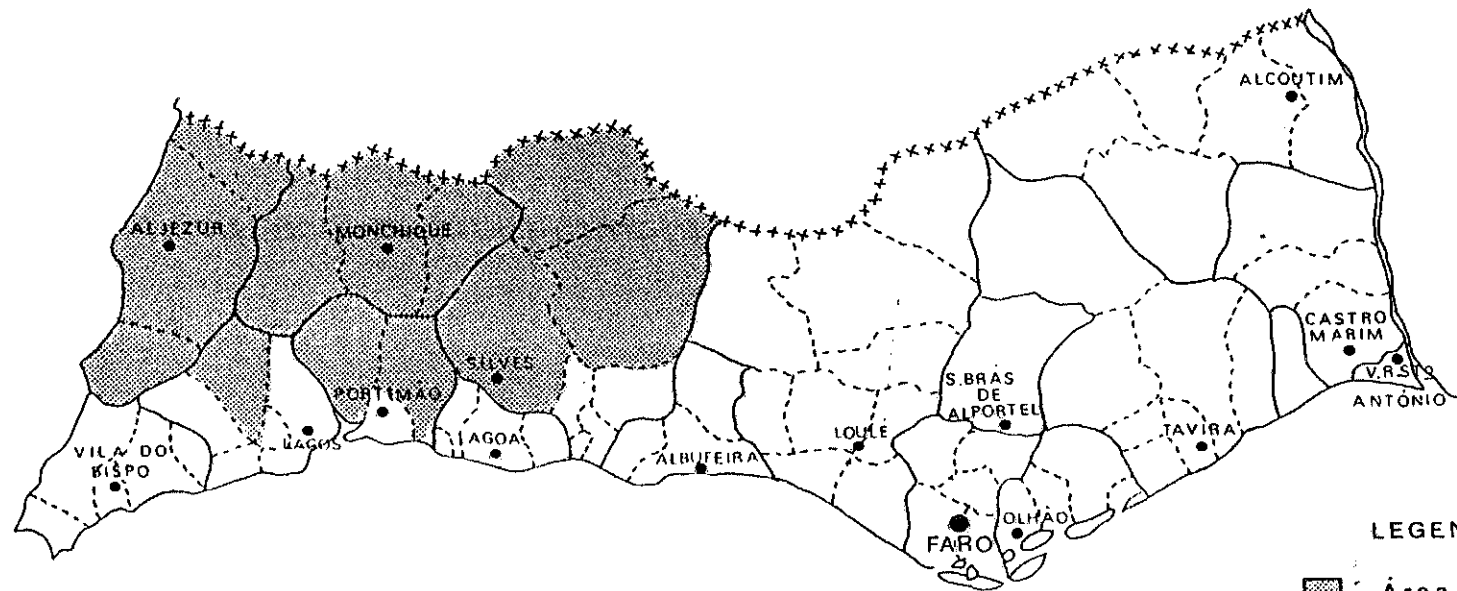 ALCOUTIM
ALJEZUR
MONCHIQUE
CASTRO
MARIM
SILVES
V.R.STO
ANTÓNIO
S.BRAS
DE
ALPORTEL
PORTIMÃO
LAGOS
AGOA
LOULÉ
TAVIRA
VILA DO
BISPO
ALBUFEIRA
OLHÃO
FARO
LEGEN
Área